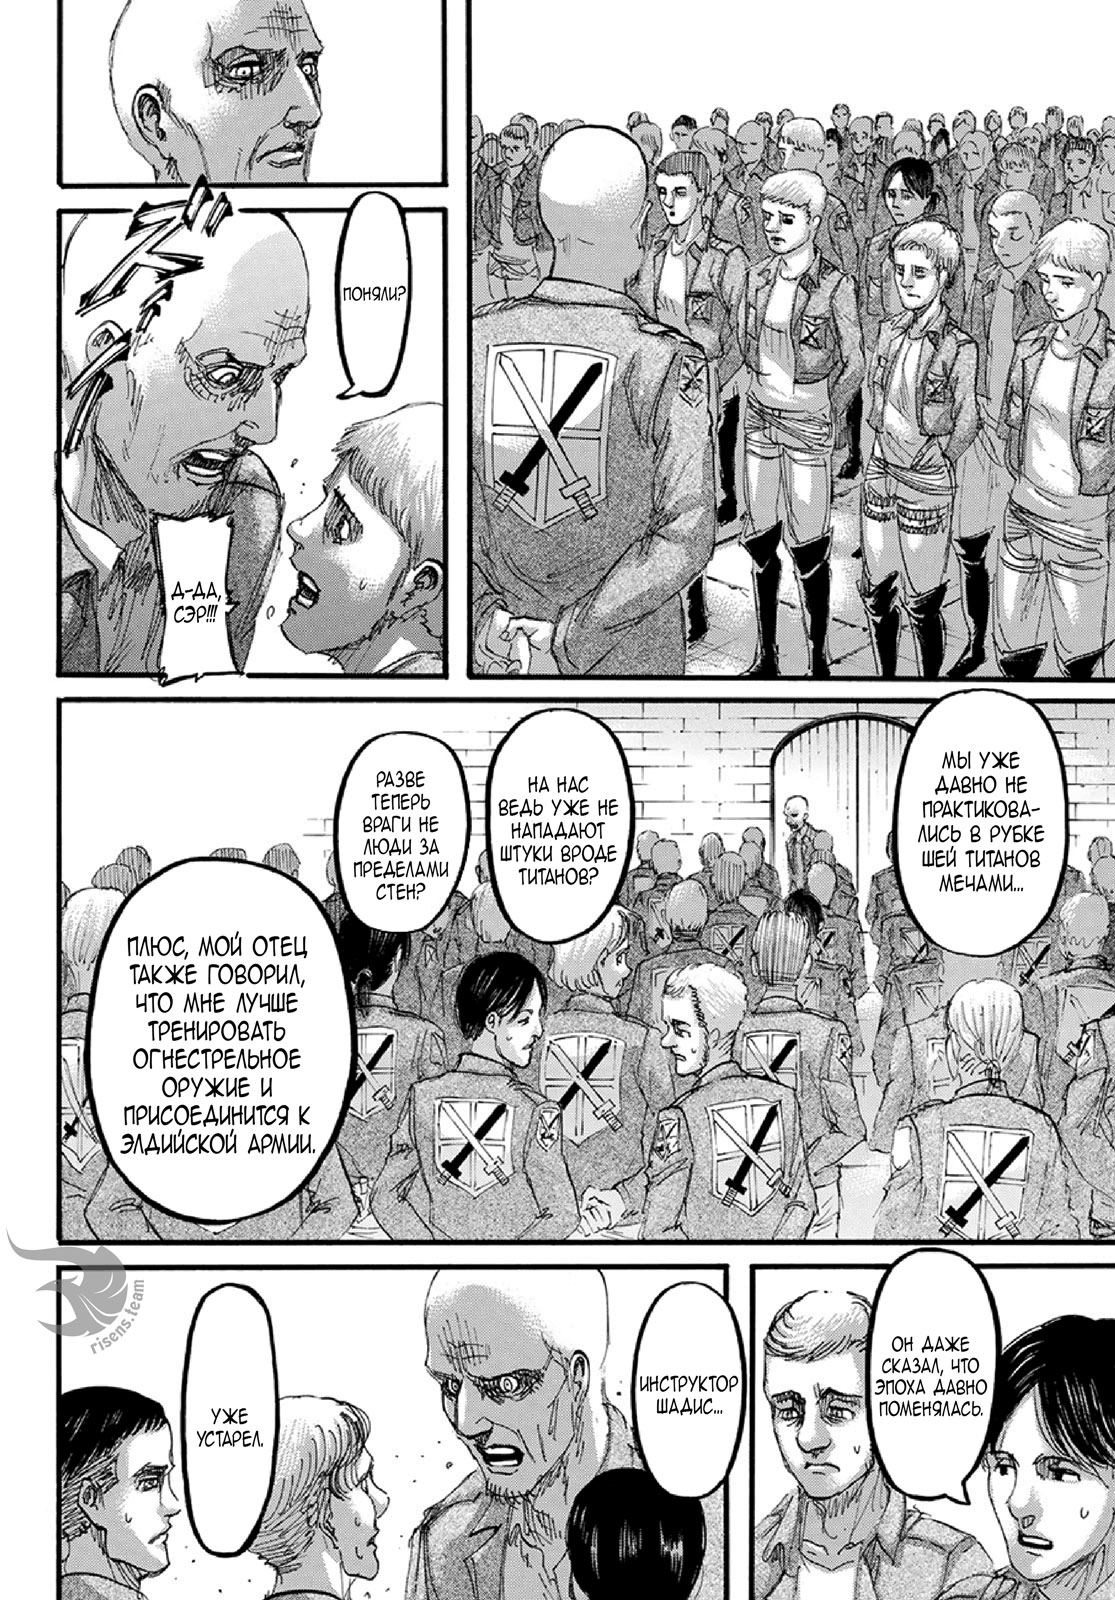 ПОНЯЛИ?
Д-ДА,
СЭР!!!
МЫ УЖЕ
ДАВНО НЕ
ПРАКТИКОВА-
ЛИСЬ В РУБКЕ
ШЕЙ ТИТАНОВ
МЕЧАМИ...
НА НАС
ВЕДЬ УЖЕ НЕ
НАПАДАЮТ
ШТУКИ ВРОДЕ
ТИТАНОВ?
РАЗВЕ
ТЕПЕРЬ
ВРАГИ НЕ
ЛЮДИ ЗА
ПРЕДЕЛАМИ
СТЕН?
ПЛЮС, МОЙ ОТЕЦ
ТАКЖЕ ГОВОРИЛ,
ЧТО МНЕ ЛУЧШЕ
ТРЕНИРОВАТЬ
ОГНЕСТРЕЛЬНОЕ
ОРУЖИЕ И
ПРИСОЕДИНИТСЯ К
ЭЛДИЙСКОЙ АРМИИ.
ОН ДАЖЕ
СКАЗАЛ, ЧТО
ЭПОХА ДАВНО
ПОМЕНЯЛАСЬ.
ИНСТРУКТОР
ШАДИС...
УЖЕ
УСТАРЕЛ.
risens.team